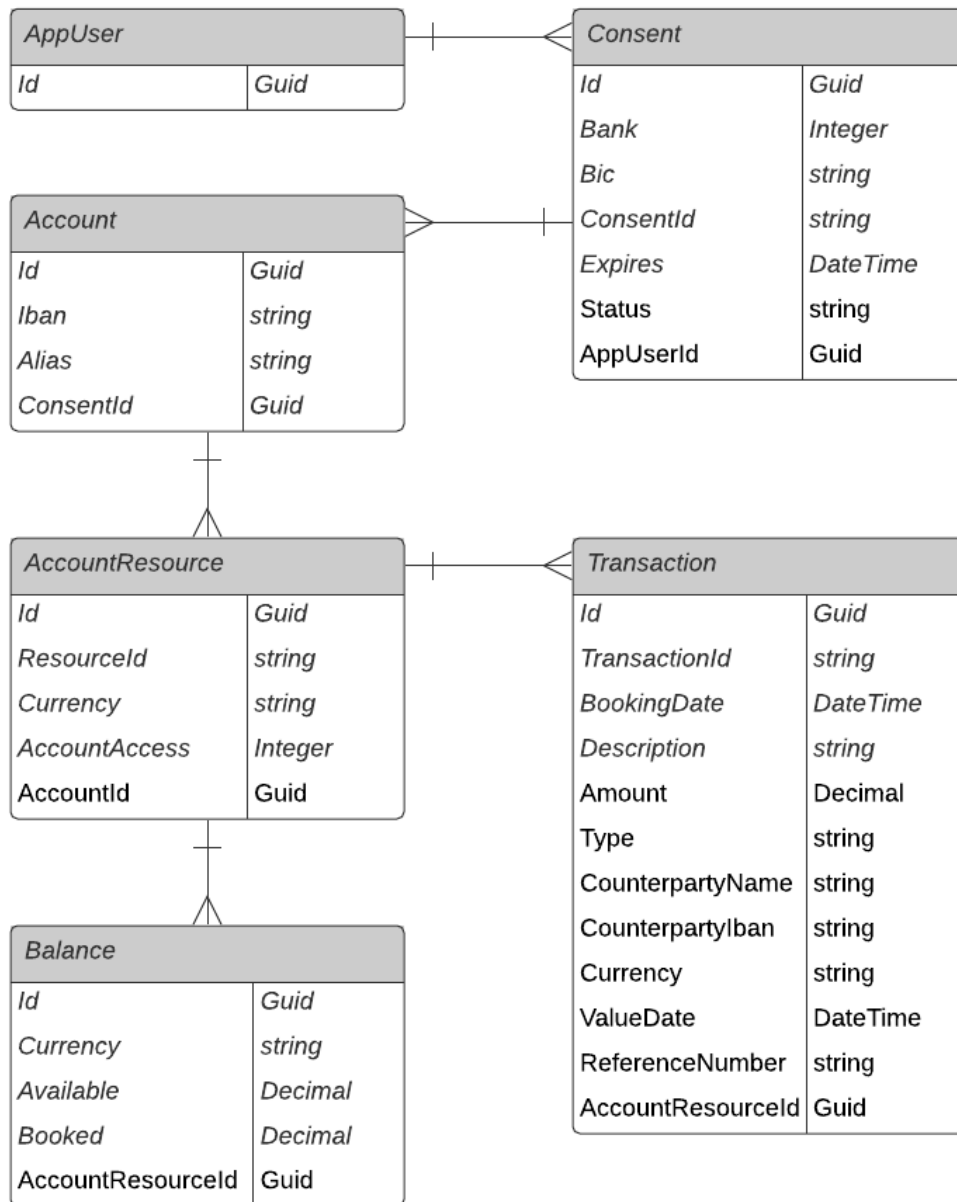 AppUser
Id Guid
Consent
Id Guid
Bank Integer
Bic string
ConsentId string
Expires DateTime
Status string
AppUserId Guid
Account
Id Guid
Iban string
Alias string
ConsentId Guid
AccountResource
Id Guid
ResourceId string
Currency string
AccountAccess Integer
AccountId Guid
Transaction
Id Guid
TransactionId string
BookingDate DateTime
Description string
Amount Decimal
Type string
CounterpartyName string
CounterpartyIban string
Currency string
ValueDate DateTime
ReferenceNumber string
AccountResourceId Guid
Balance
Id Guid
Currency string
Available Decimal
Booked Decimal
AccountResourceId Guid